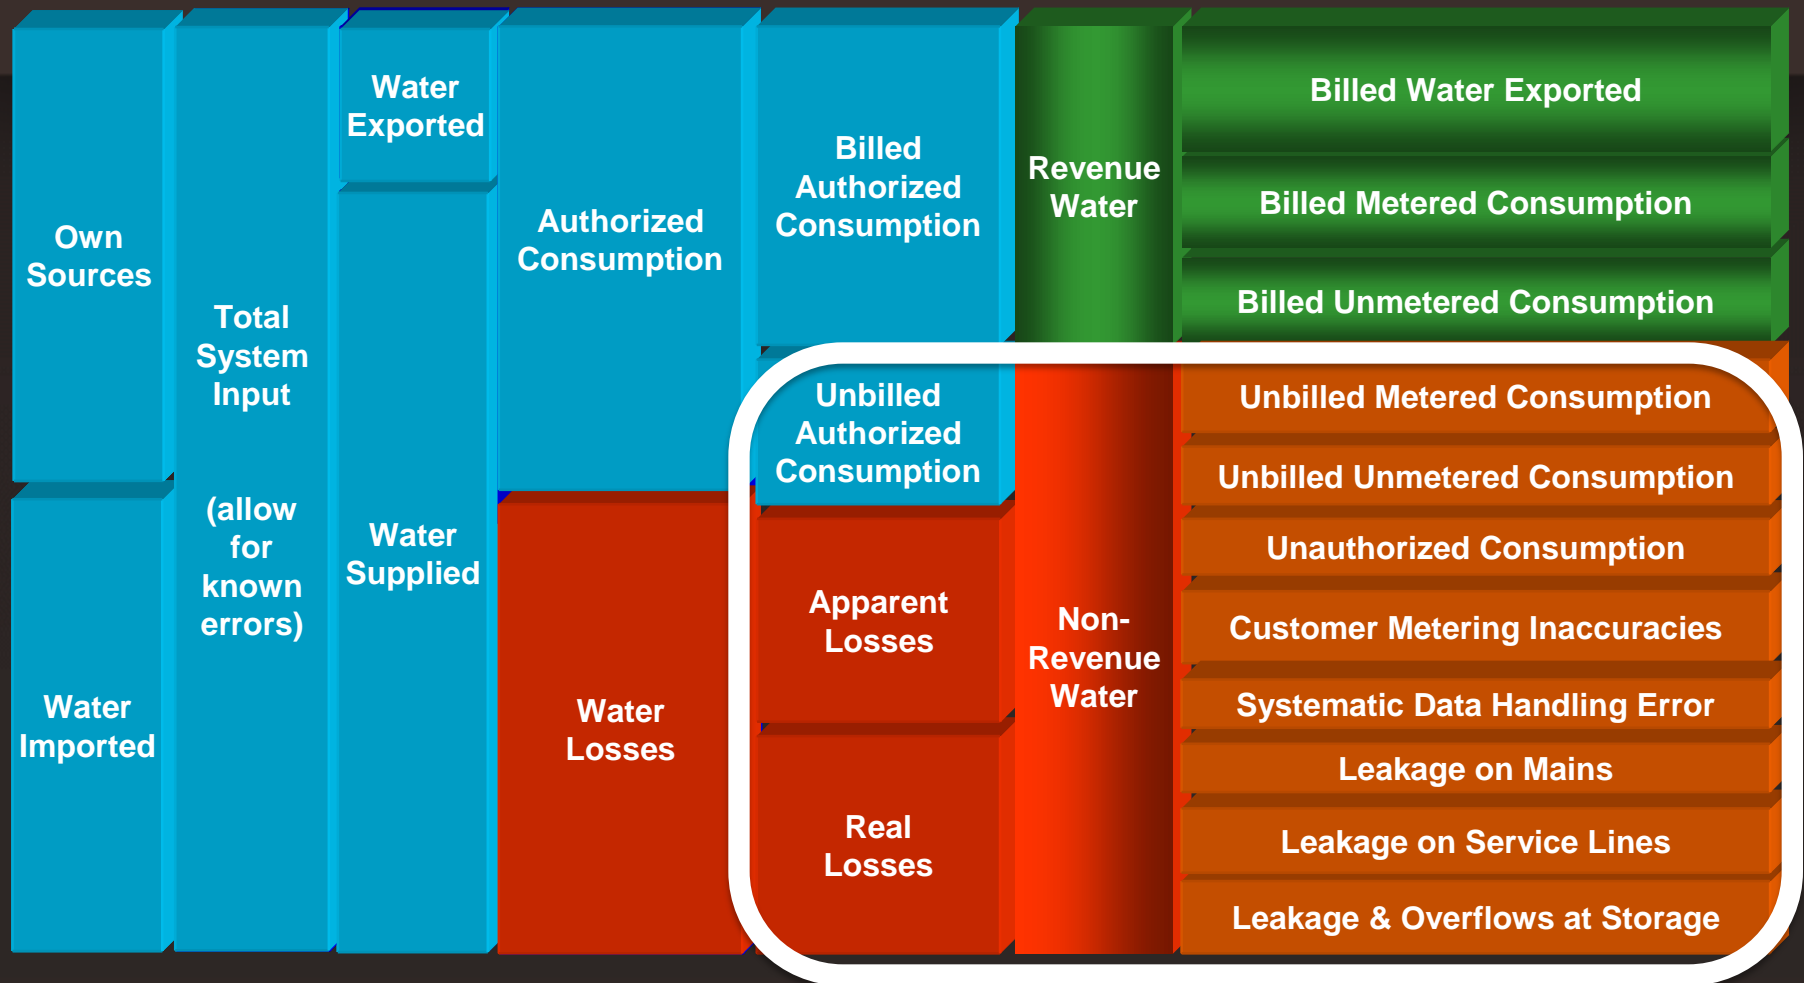 Own
Sources
Water
Imported
Total
System
Input
(allow
for
known
errors)
Water
Exported
Water
Supplied
Authorized
Consumption
Water
Losses
Billed
Authorized
Consumption
Unbilled
Authorized
Consumption
Apparent
Losses
Real
Losses
Revenue
Water
Non-
Revenue
Water
Billed Water Exported
Billed Metered Consumption
Billed Unmetered Consumption
Unbilled Metered Consumption
Unbilled Unmetered Consumption
Unauthorized Consumption
Customer Metering Inaccuracies
Systematic Data Handling Error
Leakage on Mains
Leakage on Service Lines
Leakage & Overflows at Storage